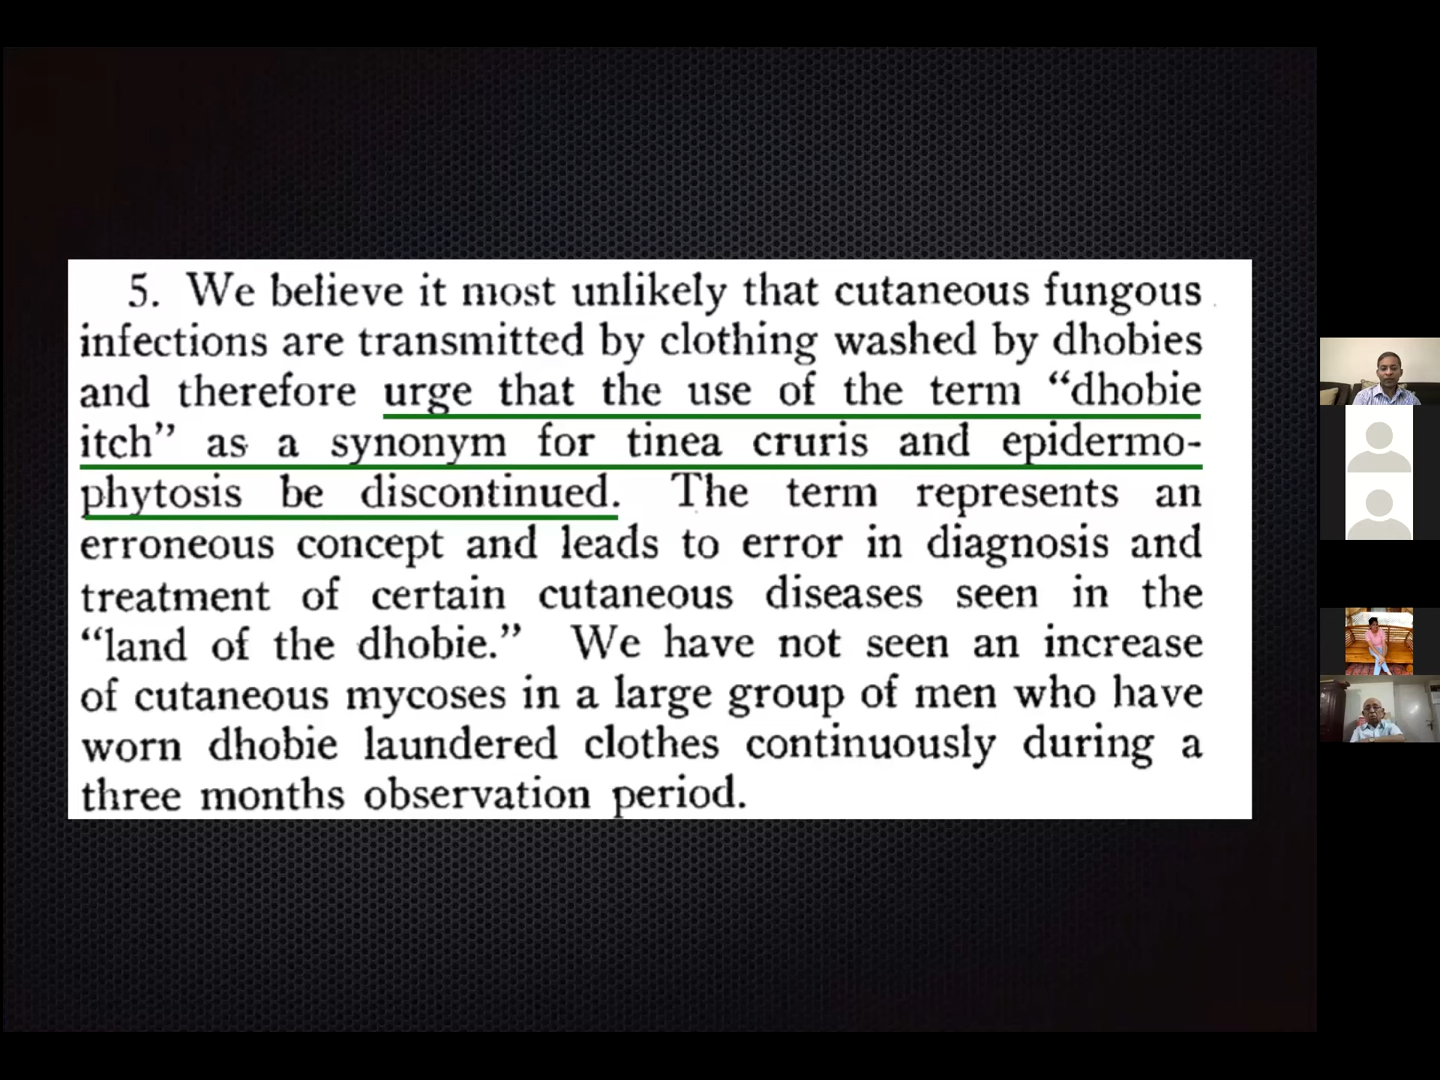 5. We believe it most unlikely that cutaneous fungous
infections are transmitted by clothing washed by dhobies
and therefore urge that the use of the term “dhobie
itch” as a synonym for tinea cruris and epidermo-
phytosis be discontinued. The term represents an
erroneous concept and leads to error in diagnosis and
treatment of certain cutaneous diseases seen in the
“land of the dhobie.” We have not seen an increase
of cutaneous mycoses in a large group of men who have
worn dhobie laundered clothes continuously during a
three months observation period.